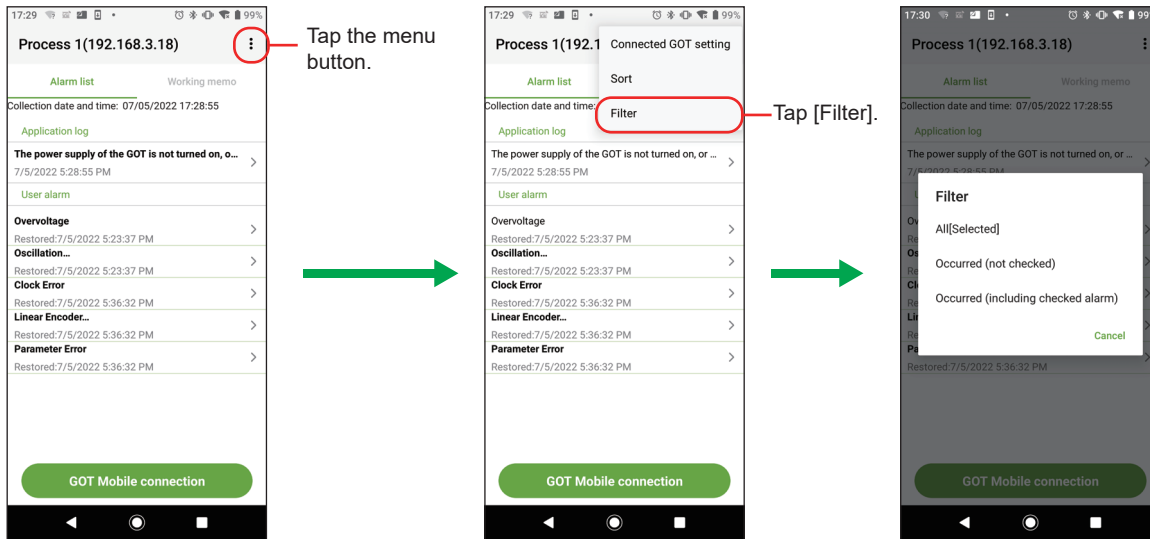 17:29
99%
Process 1(192.168.3.18)
Alarm list
Working memo
Collection date and time: 07/05/2022 17:28:55
Application log
The power supply of the GOT is not turned on, o...
7/5/2022 5:28:55 PM
User alarm
Overvoltage
Restored:7/5/2022 5:23:37 PM
Oscillation...
Restored:7/5/2022 5:23:37 PM
Clock Error
Restored:7/5/2022 5:36:32 PM
Linear Encoder...
Restored:7/5/2022 5:36:32 PM
Parameter Error
Restored:7/5/2022 5:36:32 PM
GOT Mobile connection
Tap the menu
button.
17:29
99%
Process 1(192.1
Connected GOT setting
Sort
Filter
Alarm list
Collection date and time:
Application log
The power supply of the GOT is not turned on, or ...
7/5/2022 5:28:55 PM
User alarm
Overvoltage
Restored:7/5/2022 5:23:37 PM
Oscillation...
Restored:7/5/2022 5:23:37 PM
Clock Error
Restored:7/5/2022 5:36:32 PM
Linear Encoder...
Restored:7/5/2022 5:36:32 PM
Parameter Error
Restored:7/5/2022 5:36:32 PM
GOT Mobile connection
Tap [Filter].
17:30
99
Process 1(192.168.3.18)
Alarm list
Working memo
Collection date and time: 07/05/2022 17:28:55
Application log
The power supply of the GOT is not turned on, or ...
7/5/2022 5:28:55 PM
Filter
All[Selected]
Occurred (not checked)
Occurred (including checked alarm)
Cancel
Restored:7/5/2022 5:36:32 PM
GOT Mobile connection